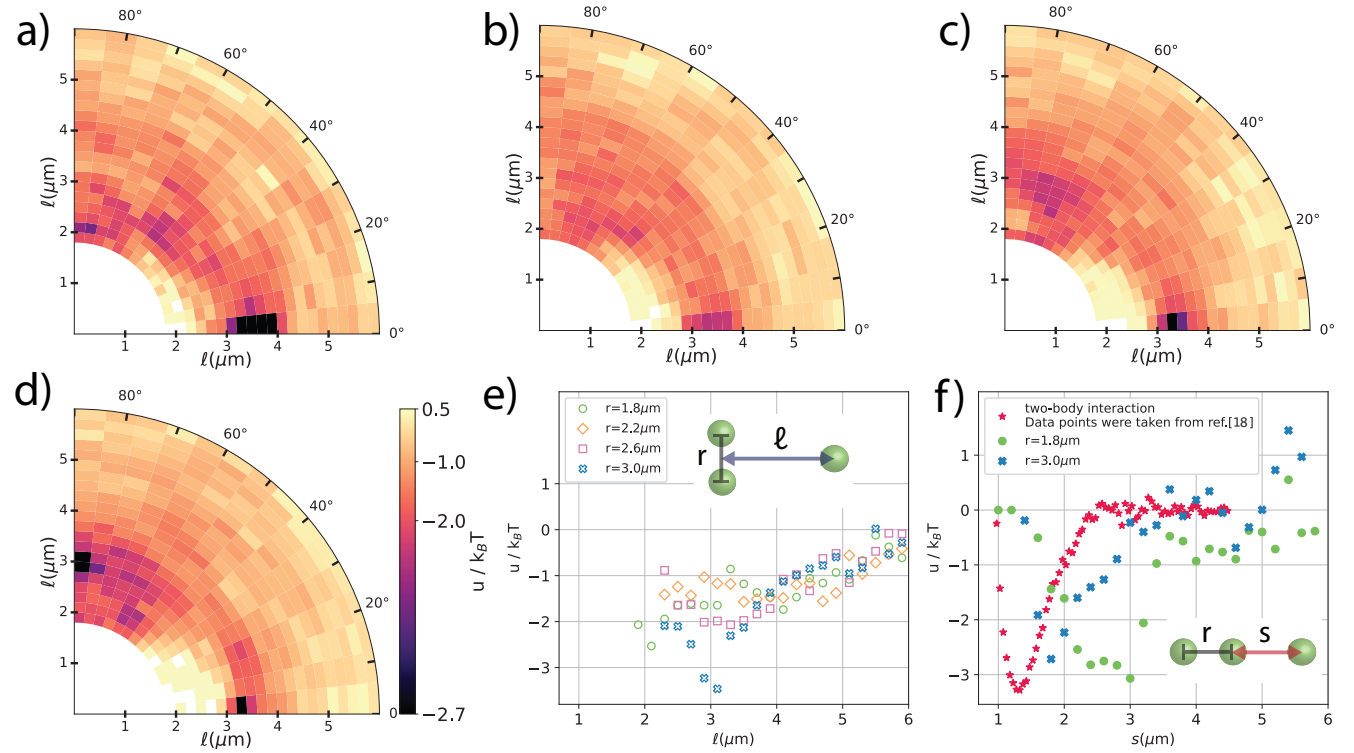 a)
80°
60°
40°
20°
0°
5
4
3
2
1
ℓ(μm)
1 2 3 4 5
ℓ(μm)
b)
80°
60°
40°
20°
0°
5
4
3
2
1
ℓ(μm)
1 2 3 4 5
ℓ(μm)
c)
80°
60°
40°
20°
0°
5
4
3
2
1
ℓ(μm)
1 2 3 4 5
ℓ(μm)
d)
80°
60°
40°
20°
0
5
4
3
2
1
ℓ(μm)
1 2 3 4 5
ℓ(μm)
0.5
−1.0
−2.0
−2.7
u / k_BT
e)
r=1.8μm
r=2.2μm
r=2.6μm
r=3.0μm
r
ℓ
1
0
−1
−2
−3
u / k_BT
1 2 3 4 5 6
ℓ(μm)
f)
two-body interaction
Data points were taken from ref.[18]
r=1.8μm
r=3.0μm
r s
1
0
−1
−2
−3
u / k_BT
1 2 3 4 5 6
s(μm)